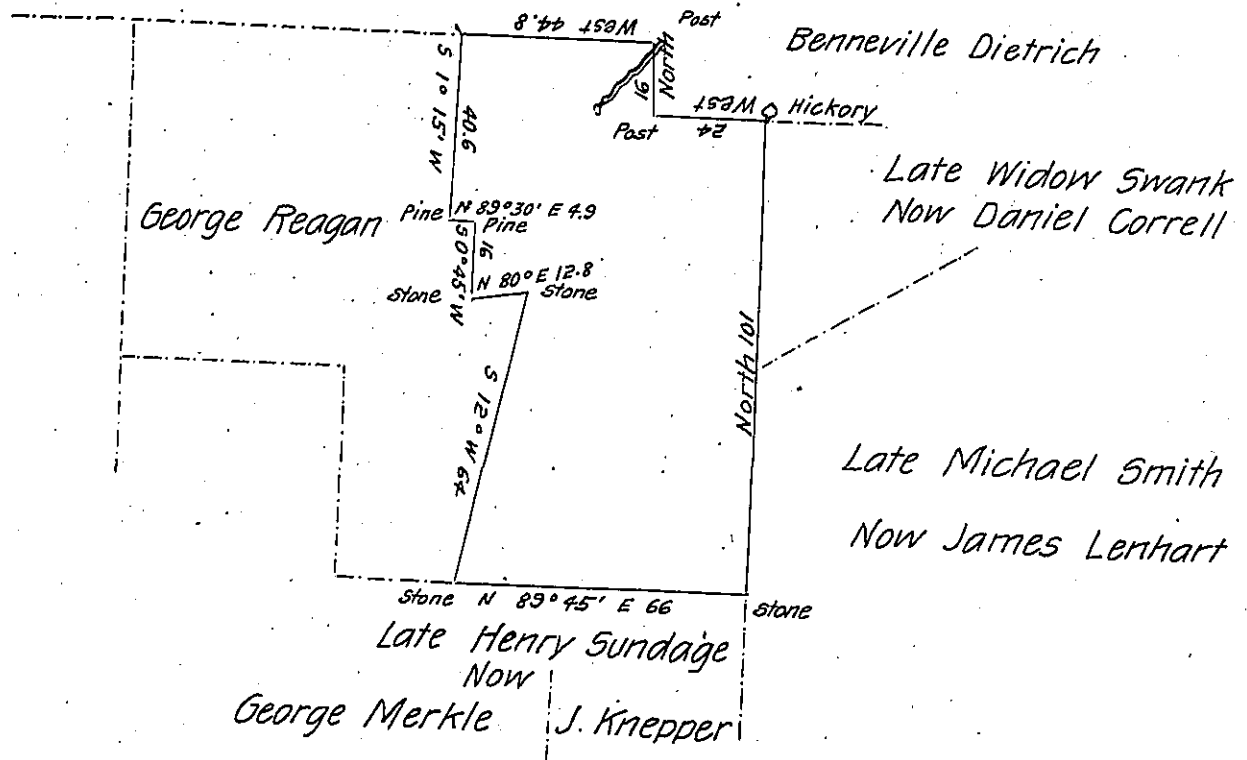 West 44.8
Post
Benneville Dietrich
North
16
West
24
Hickory
Post
S 1° 15' W
40.6
Late Widow Swank
Now Daniel Correll
George Reagan
Pine
N 89°30' E 4.9
Pine
S 0°45' W
16
N 80° E 12.8
Stone
Stone
S 12° W 64
North 101
Late Michael Smith
Now James Lenhart
Stone
N 89°45' E 66
Stone
Late Henry Sundage
Now
George Merkle
J. Knepper